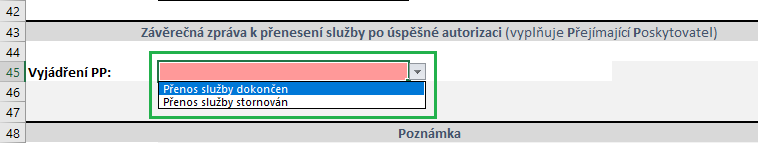 42
43 Závěrečná zpráva k přenesení služby po úspěšné autorizaci (vyplňuje Přejímající Poskytovatel)
44
45 Vyjádření PP:
46 Přenos služby dokončen
Přenos služby stornován
47
48 Poznámka